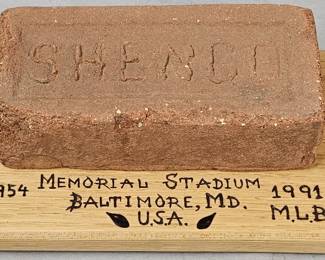 SHENCO
1954 MEMORIAL STADIUM 1991
BALTIMORE, MD. M.L.B
U.S.A.